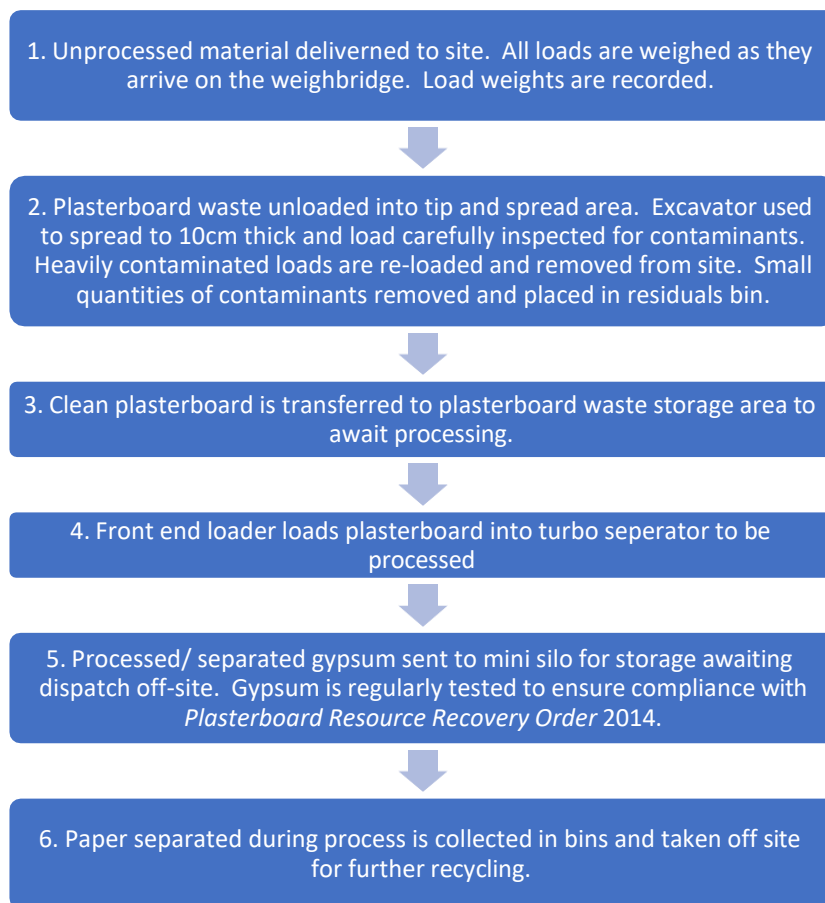 1. Unprocessed material deliverned to site.  All loads are weighed as they
arrive on the weighbridge.  Load weights are recorded.
2. Plasterboard waste unloaded into tip and spread area.  Excavator used
to spread to 10cm thick and load carefully inspected for contaminants.
Heavily contaminated loads are re-loaded and removed from site.  Small
quantities of contaminants removed and placed in residuals bin.
3. Clean plasterboard is transferred to plasterboard waste storage area to
await processing.
4. Front end loader loads plasterboard into turbo seperator to be
processed
5. Processed/ separated gypsum sent to mini silo for storage awaiting
dispatch off-site.  Gypsum is regularly tested to ensure compliance with
Plasterboard Resource Recovery Order 2014.
6. Paper separated during process is collected in bins and taken off site
for further recycling.